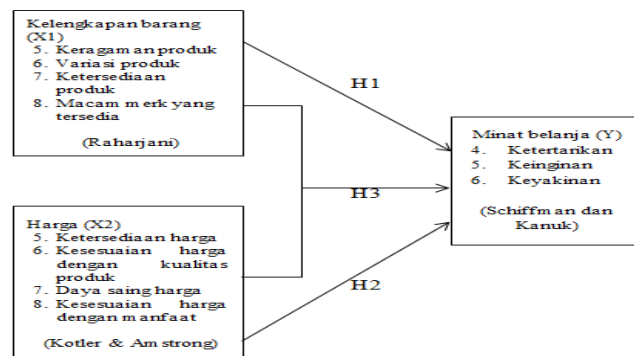 Kelengkapan barang
(X1)
5. Keragaman produk
6. Variasi produk
7. Ketersediaan
produk
8. Macam merk yang
tersedia
(Raharjani)
H1
Minat belanja (Y)
4. Ketertarikan
5. Keinginan
6. Keyakinan
(Schiffman dan
Kanuk)
H3
Harga (X2)
5. Ketersediaan harga
6. Kesesuaian harga
dengan kualitas
produk
7. Daya saing harga
8. Kesesuaian harga
dengan manfaat
(Kotler & Amstrong)
H2